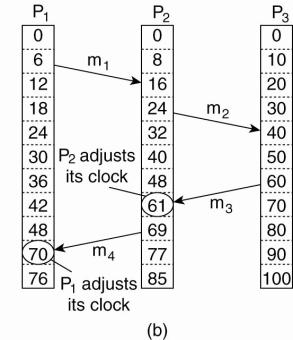 P1 P2 P3
0 0 0
6 8 10
m1
12 16 20
18 24 30
m2
24 32 40
30 40 50
P2 adjusts
its clock
36 48 60
42 61 70
m3
48 69 80
m4
70 77 90
76 85 100
P1 adjusts
its clock
(b)